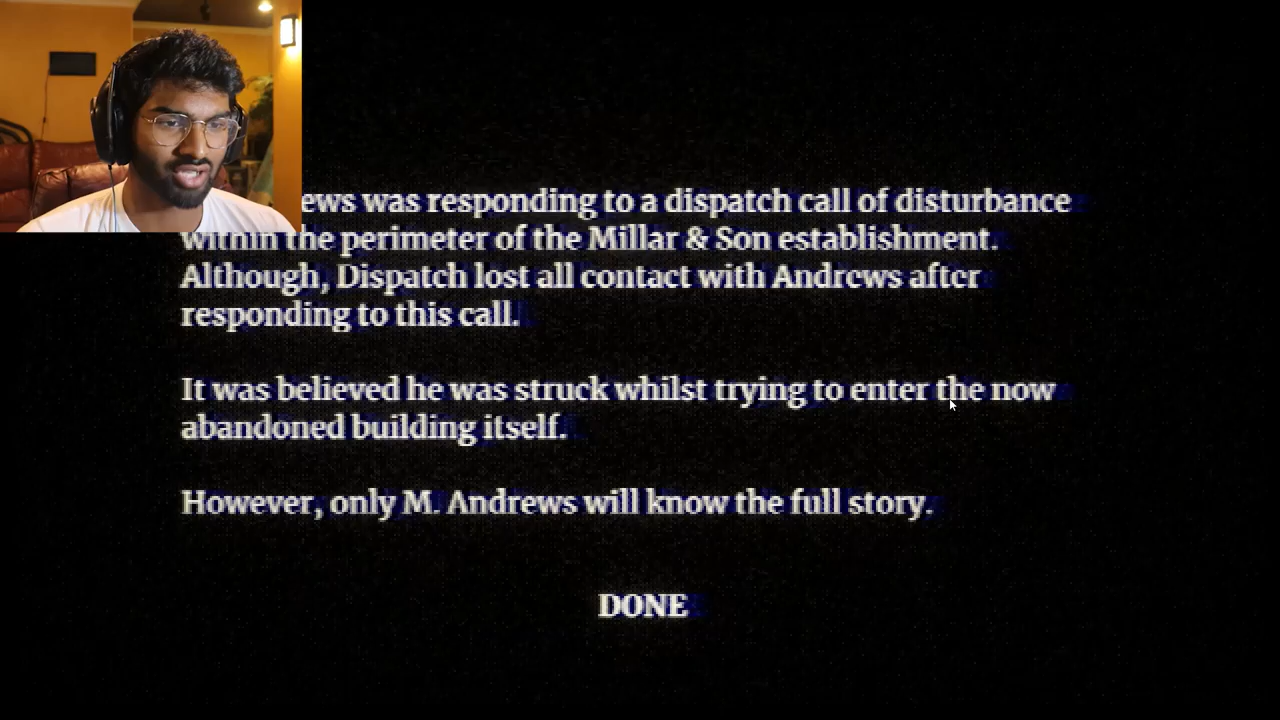 was responding to a dispatch call of disturbance
within the perimeter of the Millar & Son establishment.
Although, Dispatch lost all contact with Andrews after
responding to this call.
It was believed he was struck whilst trying to enter the now
abandoned building itself.
However, only M. Andrews will know the full story.
DONE